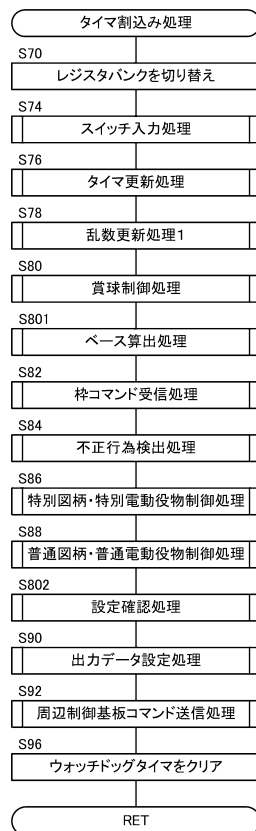 タイマ割込み処理
S70
レジスタバンクを切り替え
S74
スイッチ入力処理
S76
タイマ更新処理
S78
乱数更新処理1
S80
賞球制御処理
S801
ベース算出処理
S82
枠コマンド受信処理
S84
不正行為検出処理
S86
特別図柄・特別電動役物制御処理
S88
普通図柄・普通電動役物制御処理
S802
設定確認処理
S90
出力データ設定処理
S92
周辺制御基板コマンド送信処理
S96
ウォッチドッグタイマをクリア
RET